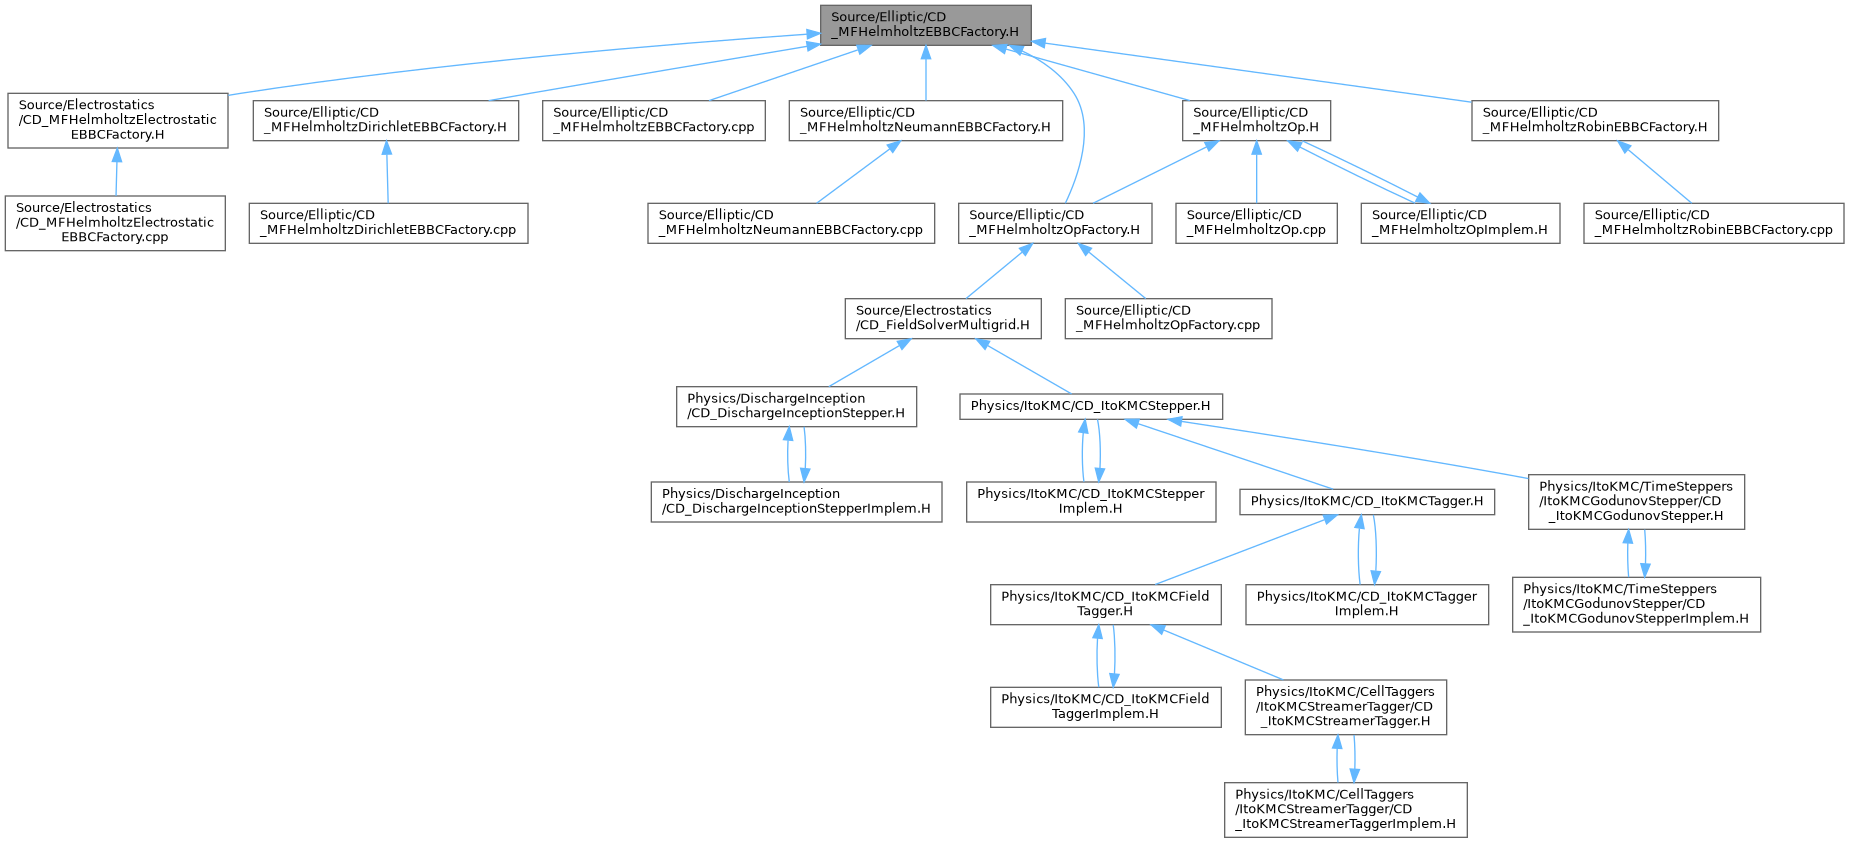 Source/Elliptic/CD
_MFHelmholtzEBBCFactory.H
Source/Electrostatics
/CD_MFHelmholtzElectrostatic
EBBCFactory.H
Source/Elliptic/CD
_MFHelmholtzDirichletEBBCFactory.H
Source/Elliptic/CD
_MFHelmholtzEBBCFactory.cpp
Source/Elliptic/CD
_MFHelmholtzNeumannEBBCFactory.H
Source/Elliptic/CD
_MFHelmholtzOp.H
Source/Elliptic/CD
_MFHelmholtzRobinEBBCFactory.H
Source/Electrostatics
/CD_MFHelmholtzElectrostatic
EBBCFactory.cpp
Source/Elliptic/CD
_MFHelmholtzDirichletEBBCFactory.cpp
Source/Elliptic/CD
_MFHelmholtzNeumannEBBCFactory.cpp
Source/Elliptic/CD
_MFHelmholtzOpFactory.H
Source/Elliptic/CD
_MFHelmholtzOp.cpp
Source/Elliptic/CD
_MFHelmholtzOpImplem.H
Source/Elliptic/CD
_MFHelmholtzRobinEBBCFactory.cpp
Source/Electrostatics
/CD_FieldSolverMultigrid.H
Source/Elliptic/CD
_MFHelmholtzOpFactory.cpp
Physics/DischargeInception
/CD_DischargeInceptionStepper.H
Physics/ItoKMC/CD_ItoKMCStepper.H
Physics/DischargeInception
/CD_DischargeInceptionStepperImplem.H
Physics/ItoKMC/CD_ItoKMCStepper
Implem.H
Physics/ItoKMC/CD_ItoKMCTagger.H
Physics/ItoKMC/TimeSteppers
/ItoKMCGodunovStepper/CD
_ItoKMCGodunovStepper.H
Physics/ItoKMC/CD_ItoKMCField
Tagger.H
Physics/ItoKMC/CD_ItoKMCTagger
Implem.H
Physics/ItoKMC/TimeSteppers
/ItoKMCGodunovStepper/CD
_ItoKMCGodunovStepperImplem.H
Physics/ItoKMC/CD_ItoKMCField
TaggerImplem.H
Physics/ItoKMC/CellTaggers
/ItoKMCStreamerTagger/CD
_ItoKMCStreamerTagger.H
Physics/ItoKMC/CellTaggers
/ItoKMCStreamerTagger/CD
_ItoKMCStreamerTaggerImplem.H